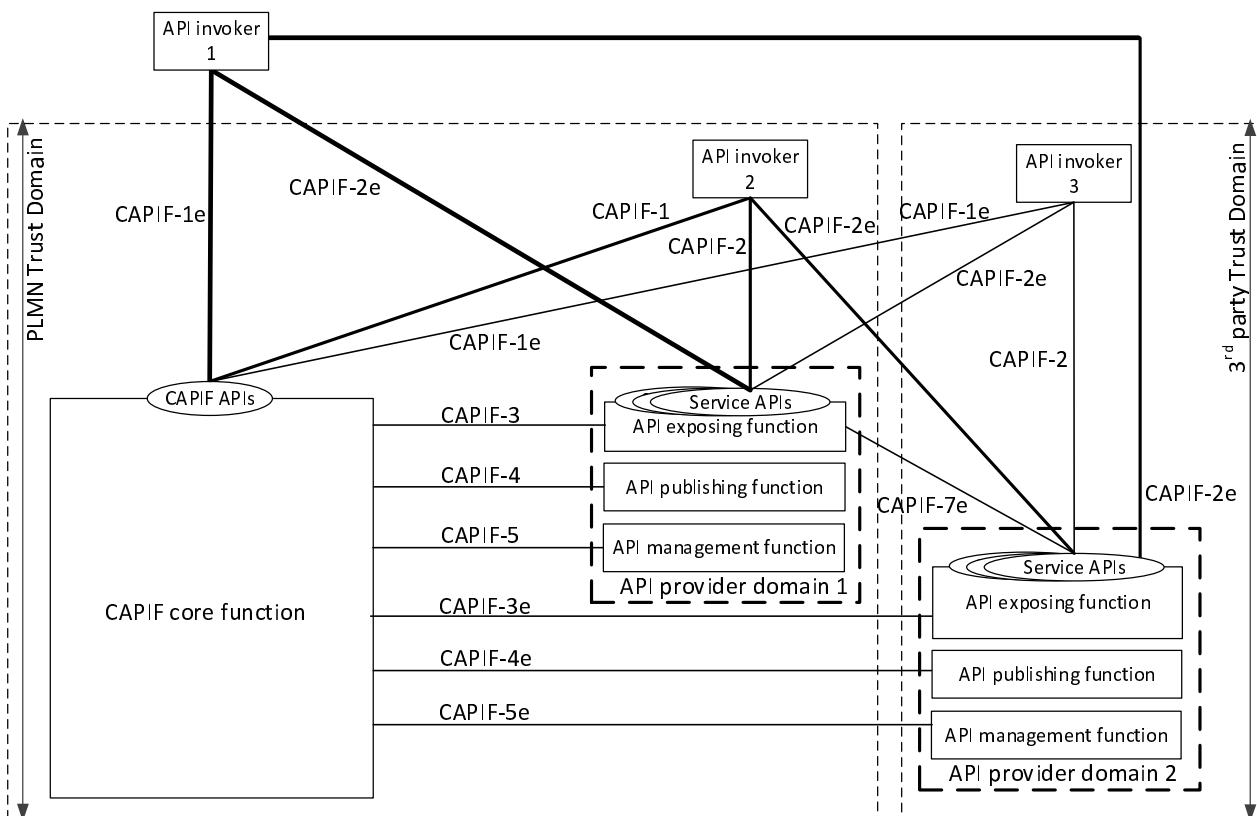 API invoker
1
PLMN Trust Domain
3rd party Trust Domain
API invoker
2
API invoker
3
CAPIF-2e
CAPIF-1e
CAPIF-1
CAPIF-2e
CAPIF-1e
CAPIF-2
CAPIF-2e
CAPIF-1e
CAPIF-2
CAPIF APIs
Service APIs
CAPIF-3
API exposing function
CAPIF-4
API publishing function
CAPIF-7e
CAPIF-2e
CAPIF-5
API management function
Service APIs
API provider domain 1
CAPIF core function
CAPIF-3e
API exposing function
CAPIF-4e
API publishing function
CAPIF-5e
API management function
API provider domain 2